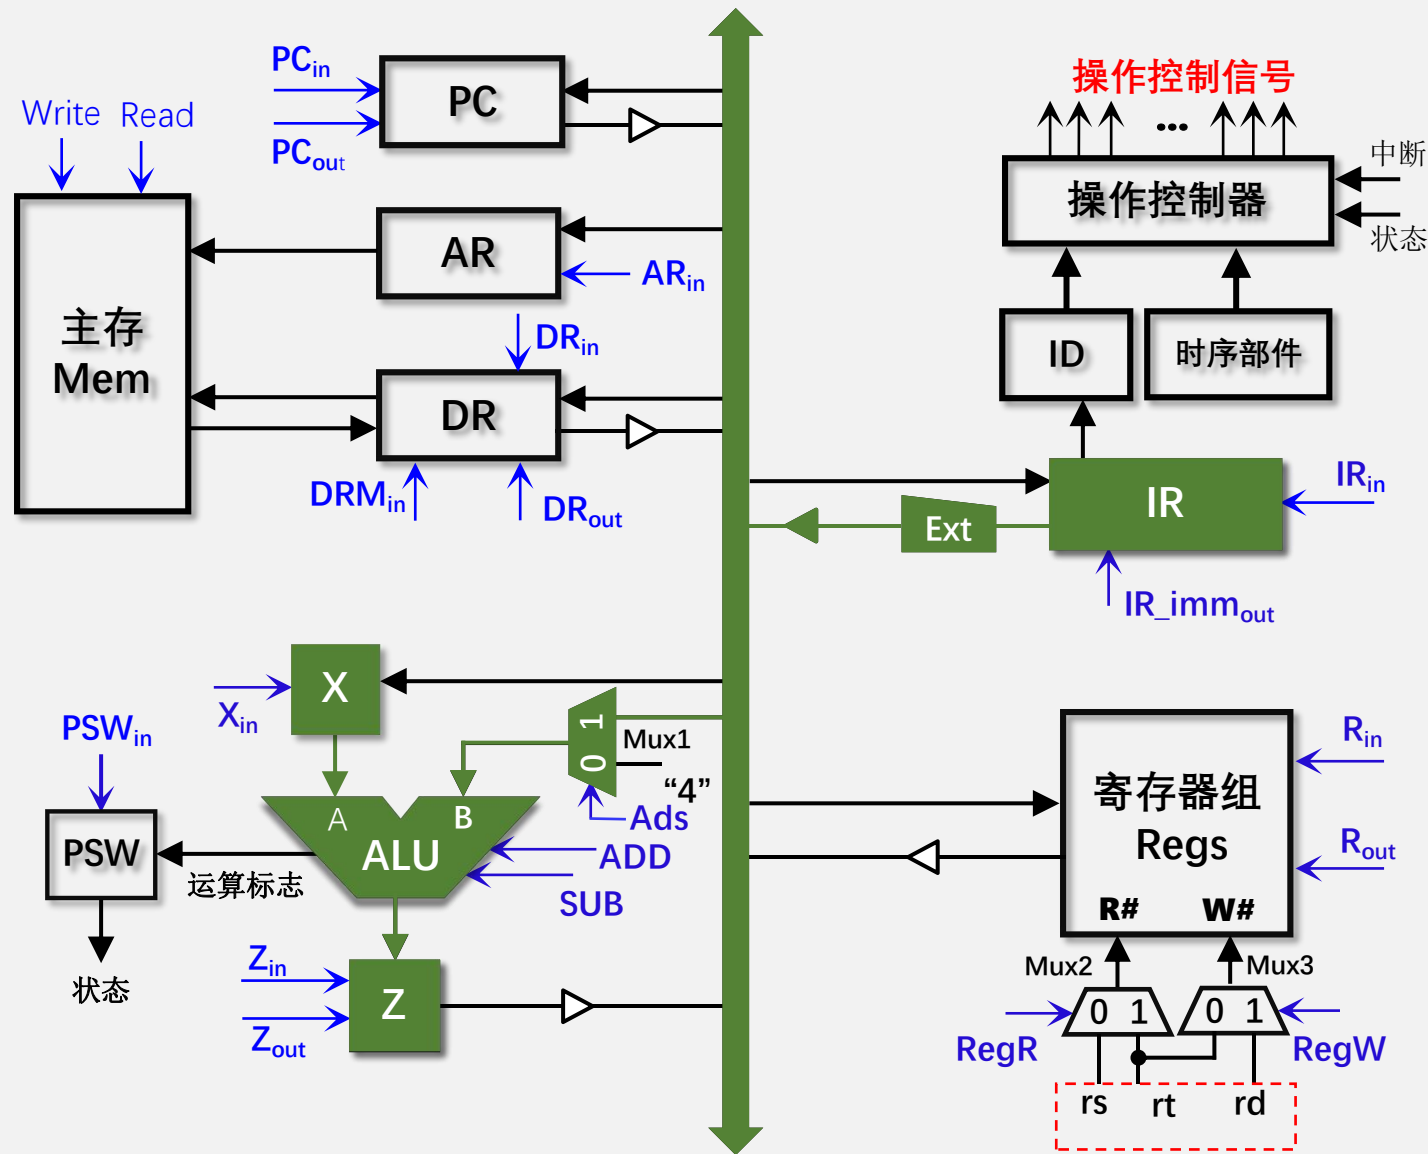 PCin
PC
PCout
Write
Read
操作控制信号
...
中断
操作控制器
状态
AR
ARin
主存
Mem
DRin
DR
DRMin
DRout
ID
时序部件
IR
IRin
Ext
IR_immout
X
Xin
1
0
Mux1
"4"
Ads
PSWin
PSW
A
B
ALU
ADD
SUB
运算标志
状态
Zin
Z
Zout
寄存器组
Regs
Rin
Rout
R#
W#
Mux2
Mux3
0 1
0 1
RegR
RegW
rs
rt
rd